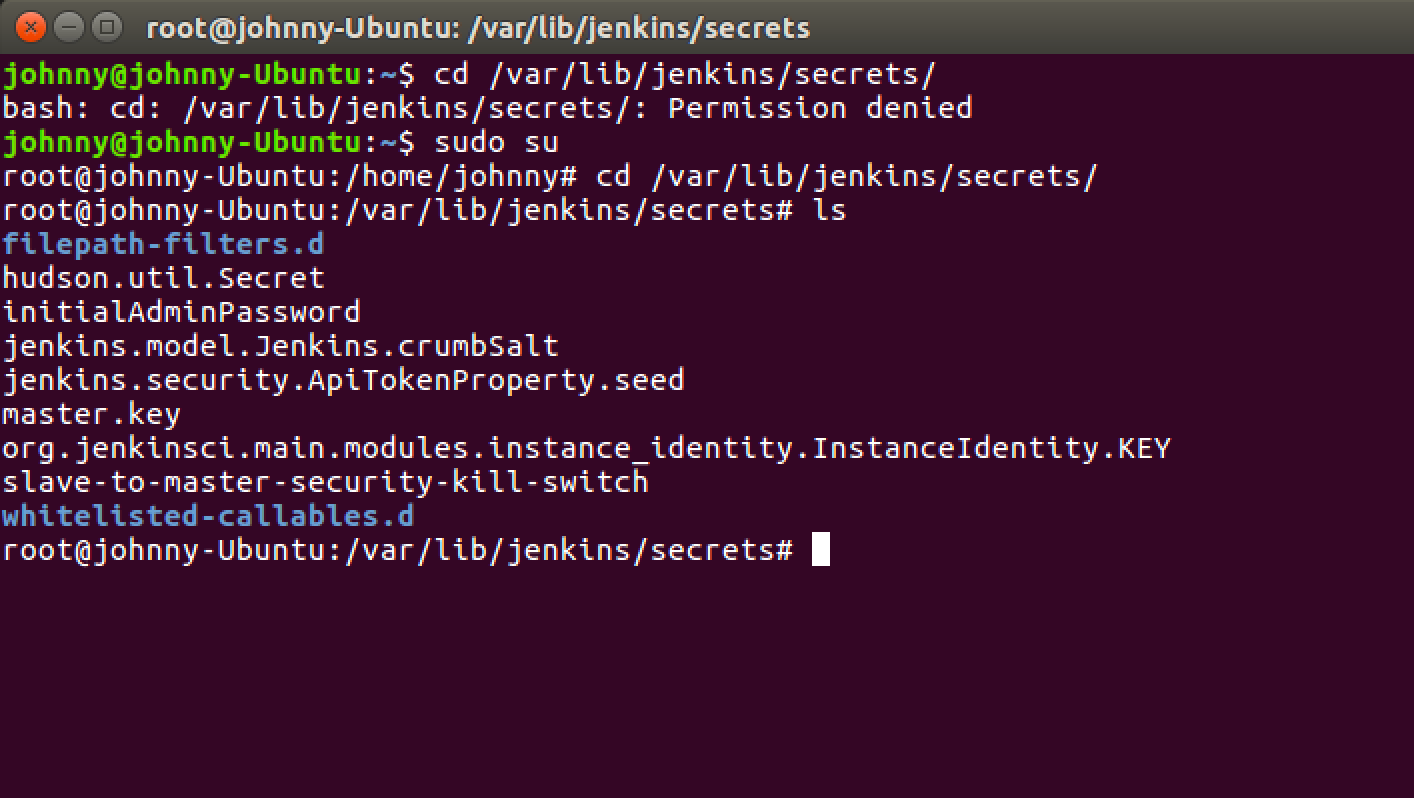 root@johnny-Ubuntu: /var/lib/jenkins/secrets
johnny@johnny-Ubuntu:~$ cd /var/lib/jenkins/secrets/
bash: cd: /var/lib/jenkins/secrets/: Permission denied
johnny@johnny-Ubuntu:~$ sudo su
root@johnny-Ubuntu:/home/johnny# cd /var/lib/jenkins/secrets/
root@johnny-Ubuntu:/var/lib/jenkins/secrets# ls
filepath-filters.d
hudson.util.Secret
initialAdminPassword
jenkins.model.Jenkins.crumbSalt
jenkins.security.ApiTokenProperty.seed
master.key
org.jenkinsci.main.modules.instance_identity.InstanceIdentity.KEY
slave-to-master-security-kill-switch
whitelisted-callables.d
root@johnny-Ubuntu:/var/lib/jenkins/secrets#